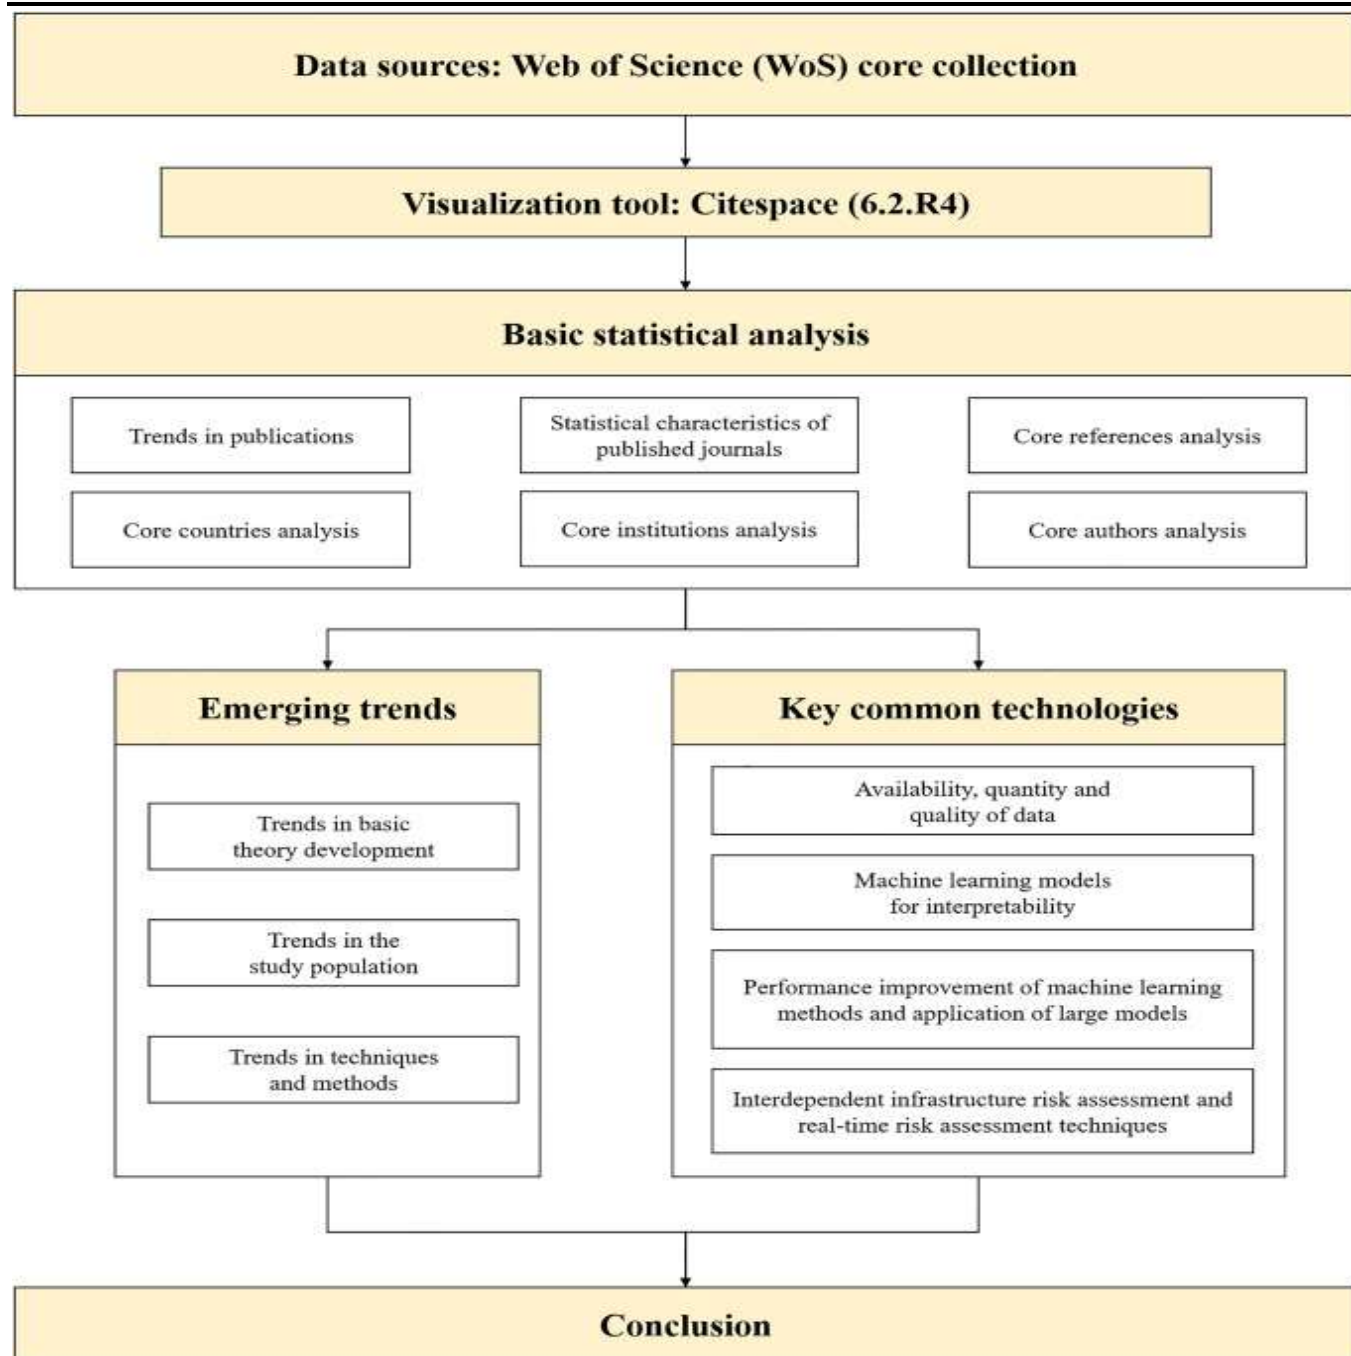 Data sources: Web of Science (WoS) core collection
Visualization tool: Citespace (6.2.R4)
Basic statistical analysis
Trends in publications
Statistical characteristics of
published journals
Core references analysis
Core countries analysis
Core institutions analysis
Core authors analysis
Emerging trends
Trends in basic
theory development
Trends in the
study population
Trends in techniques
and methods
Key common technologies
Availability, quantity and
quality of data
Machine learning models
for interpretability
Performance improvement of machine learning
methods and application of large models
Interdependent infrastructure risk assessment and
real-time risk assessment techniques
Conclusion